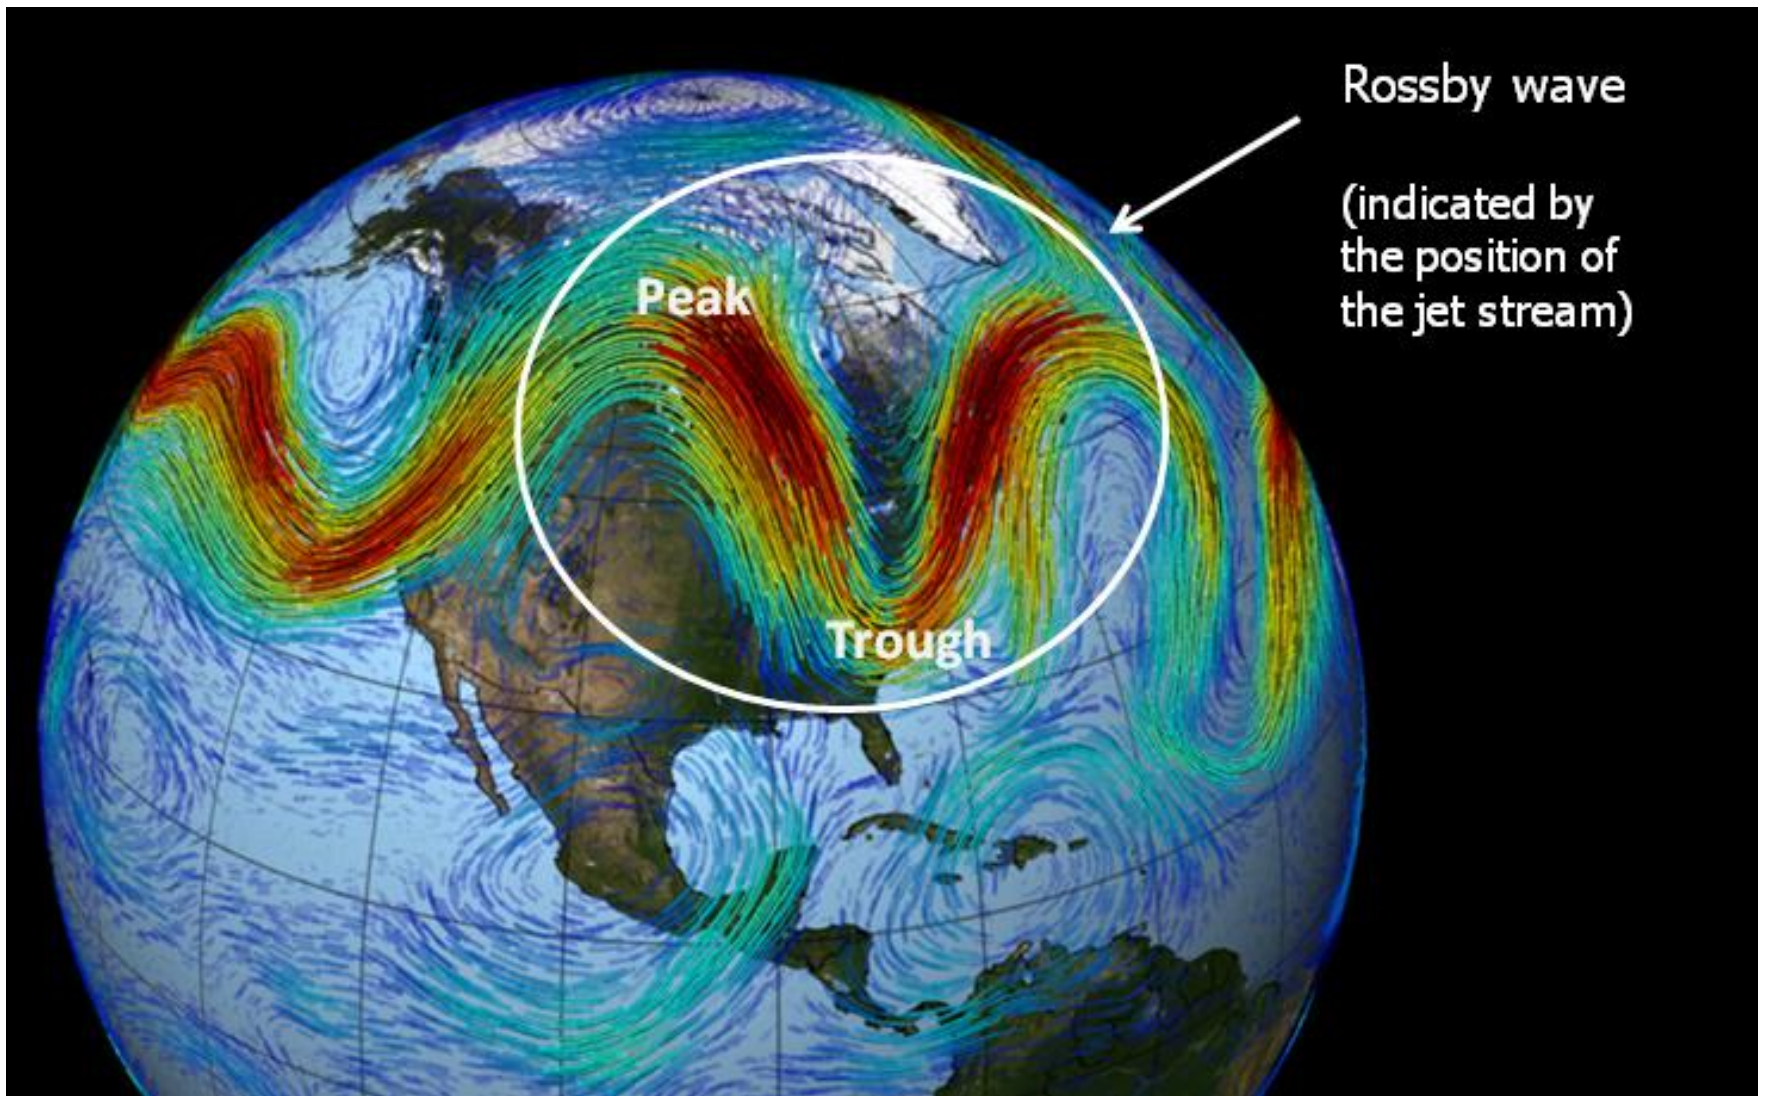 Rossby wave
(indicated by
the position of
the jet stream)
Peak
Trough